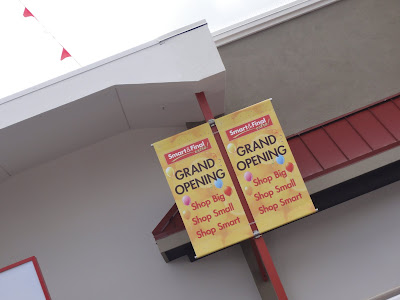 Smart&Final
GRAND
OPENING
Shop Big
Shop Small
Shop Smart
Smart&Final
GRAND
OPENING
Shop Big
Shop Small
Shop Smart